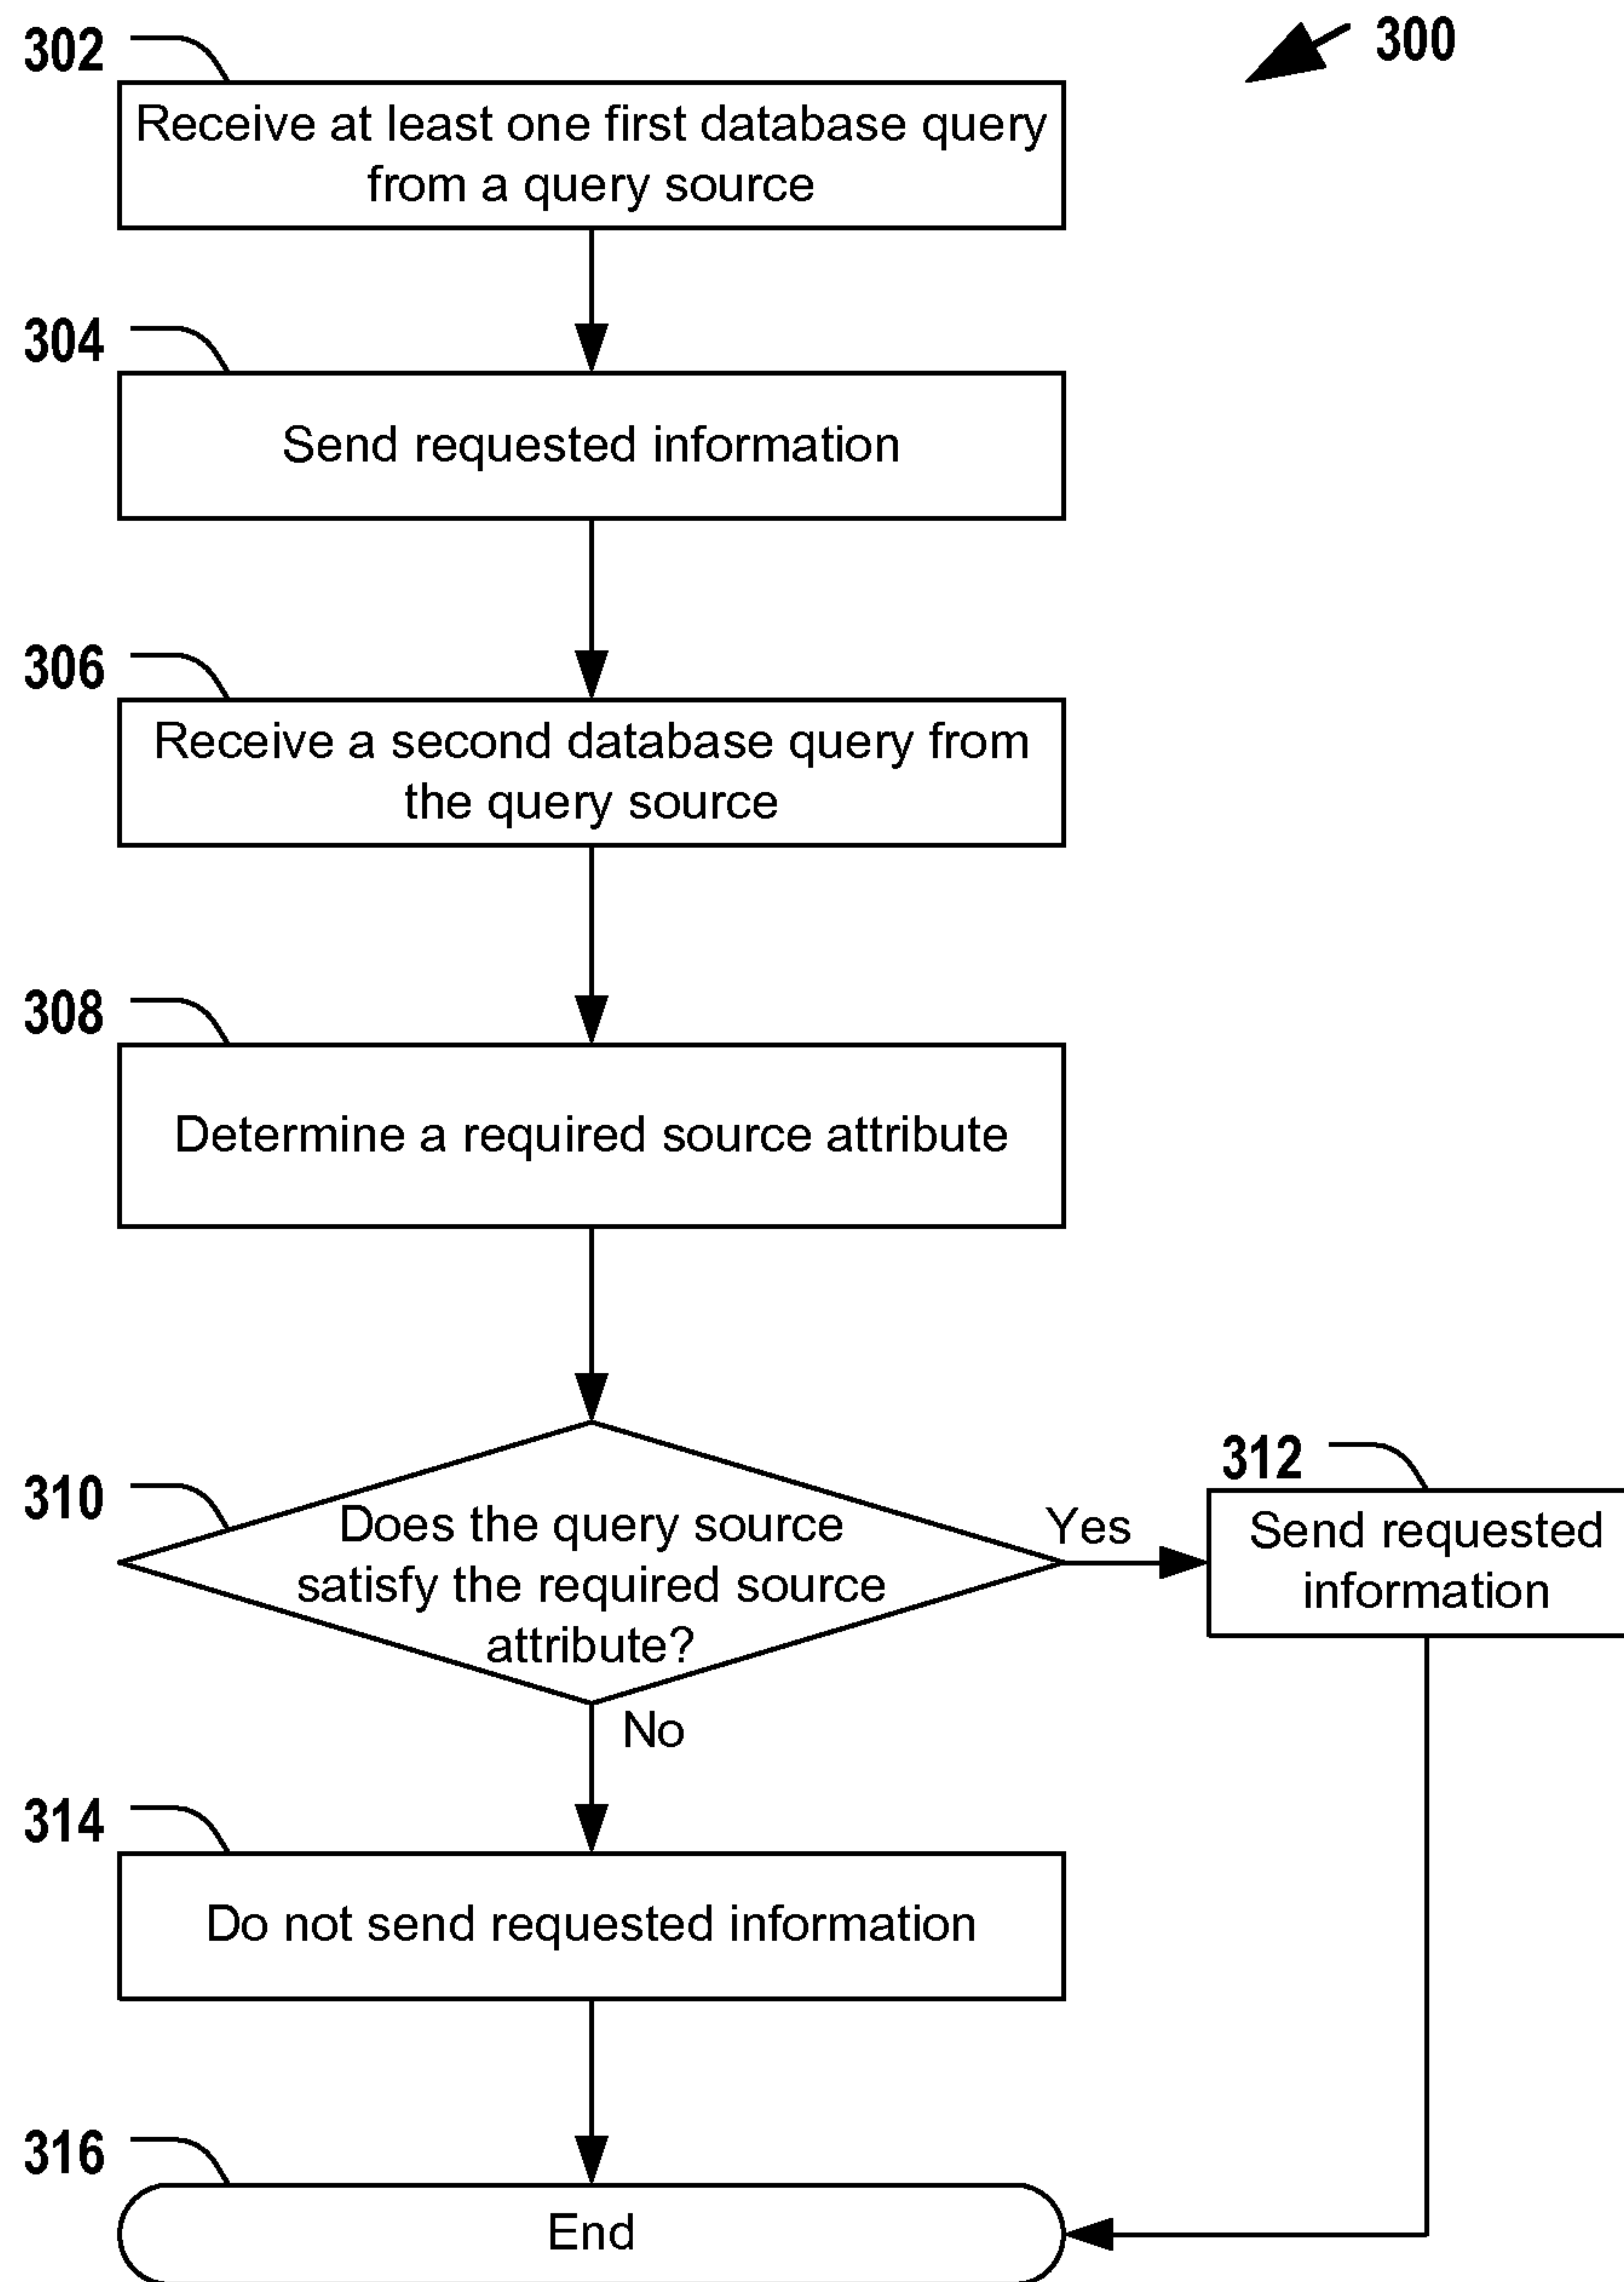 300
302
Receive at least one first database query
from a query source
304
Send requested information
306
Receive a second database query from
the query source
308
Determine a required source attribute
310
Does the query source
satisfy the required source
attribute?
Yes
312
Send requested
information
No
314
Do not send requested information
316
End